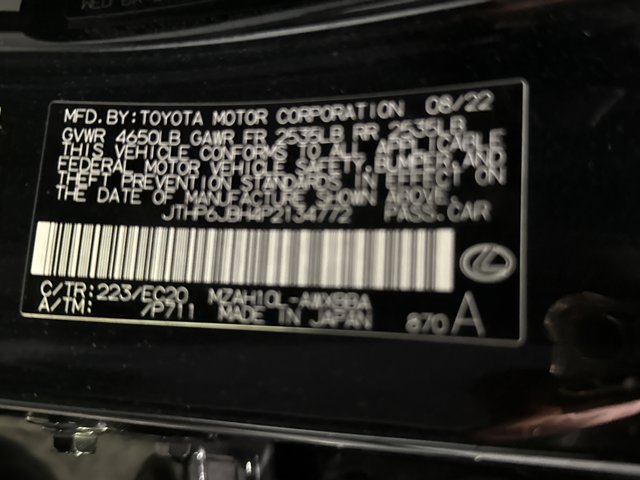 MFD. BY: TOYOTA MOTOR CORPORATION 08/22
GVWR 4650LB GAWR FR 2535LB RR 2535LB
THIS VEHICLE CONFORMS TO ALL APPLICABLE
FEDERAL MOTOR VEHICLE SAFETY, BUMPER, AND
THEFT PREVENTION STANDARDS IN EFFECT ON
THE DATE OF MANUFACTURE SHOWN ABOVE.
JTHP6JBH4P2134772 PASS. CAR
C/TR: 223/EC20 MZAH10L-AWXBBA
A/TM: /P711 MADE IN JAPAN 870 A